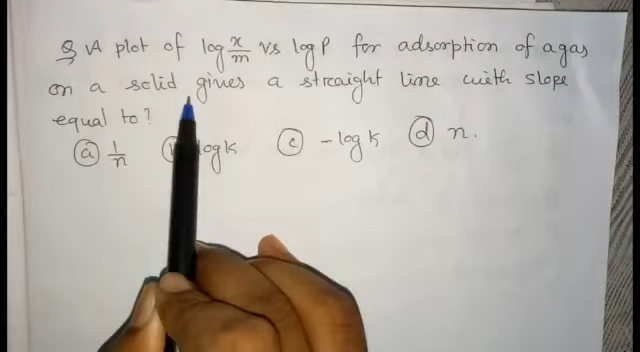 Q A plot of log x/m vs log P for adsorption of a gas
on a solid gives a straight line with slope
equal to?
(a) 1/n log K (c) - log K (d) n.